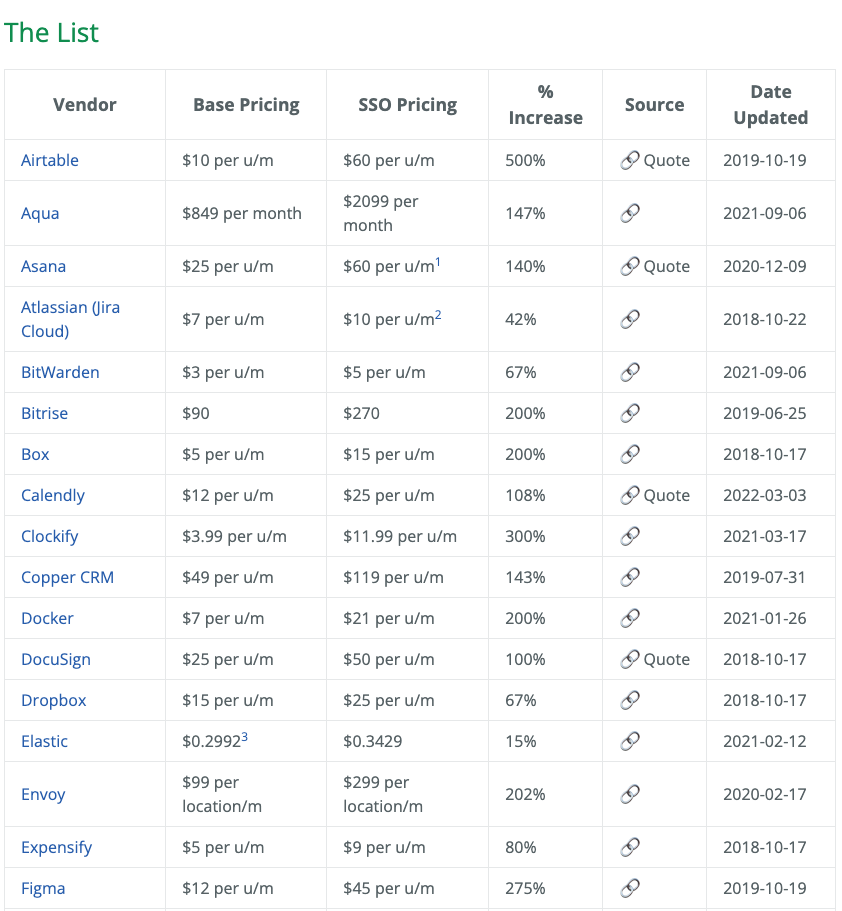 The List
Vendor Base Pricing SSO Pricing % Increase Source Date Updated
Airtable $10 per u/m $60 per u/m 500% 🔗 Quote 2019-10-19
Aqua $849 per month $2099 per month 147% 🔗 2021-09-06
Asana $25 per u/m $60 per u/m1 140% 🔗 Quote 2020-12-09
Atlassian (Jira Cloud) $7 per u/m $10 per u/m2 42% 🔗 2018-10-22
BitWarden $3 per u/m $5 per u/m 67% 🔗 2021-09-06
Bitrise $90 $270 200% 🔗 2019-06-25
Box $5 per u/m $15 per u/m 200% 🔗 2018-10-17
Calendly $12 per u/m $25 per u/m 108% 🔗 Quote 2022-03-03
Clockify $3.99 per u/m $11.99 per u/m 300% 🔗 2021-03-17
Copper CRM $49 per u/m $119 per u/m 143% 🔗 2019-07-31
Docker $7 per u/m $21 per u/m 200% 🔗 2021-01-26
DocuSign $25 per u/m $50 per u/m 100% 🔗 Quote 2018-10-17
Dropbox $15 per u/m $25 per u/m 67% 🔗 2018-10-17
Elastic $0.29923 $0.3429 15% 🔗 2021-02-12
Envoy $99 per location/m $299 per location/m 202% 🔗 2020-02-17
Expensify $5 per u/m $9 per u/m 80% 🔗 2018-10-17
Figma $12 per u/m $45 per u/m 275% 🔗 2019-10-19